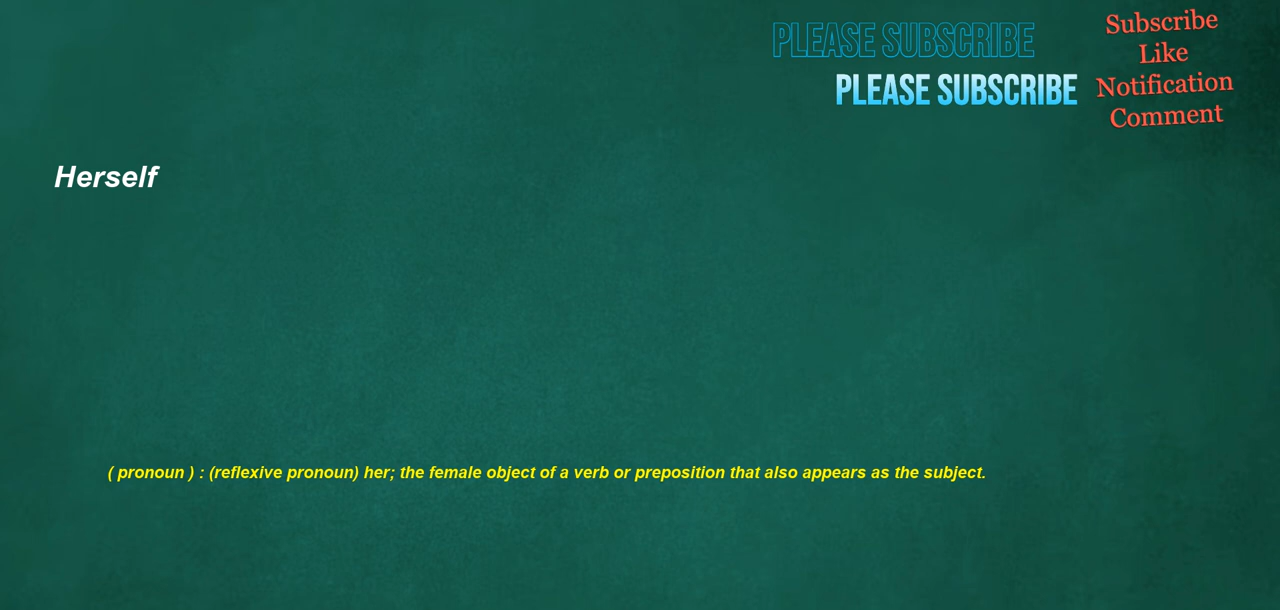 PLEASE SUBSCRIBE
PLEASE SUBSCRIBE
Subscribe
Like
Notification
Comment
Herself
( pronoun ) : (reflexive pronoun) her; the female object of a verb or preposition that also appears as the subject.